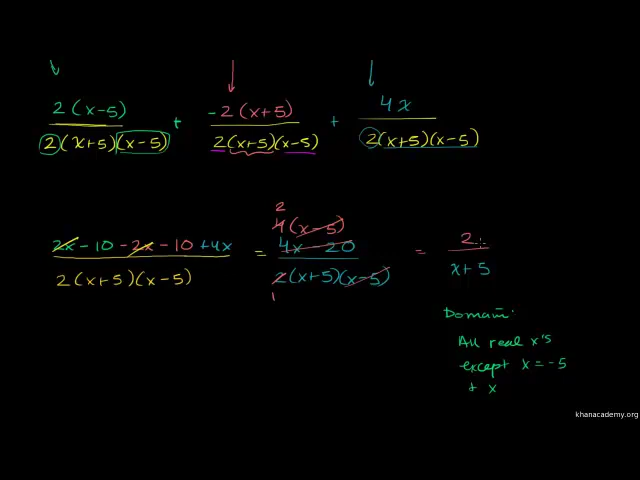 2(x-5) + -2(x+5) + 4x
2(x+5)(x-5) 2(x+5)(x-5) 2(x+5)(x-5)
2
4(x-5)
2x - 10 - 2x - 10 + 4x = 4x - 20 = 2
2(x+5)(x-5) 2(x+5)(x-5) x+5
1
Domain:
All real x's
except x = -5
+ x
khanacademy.org